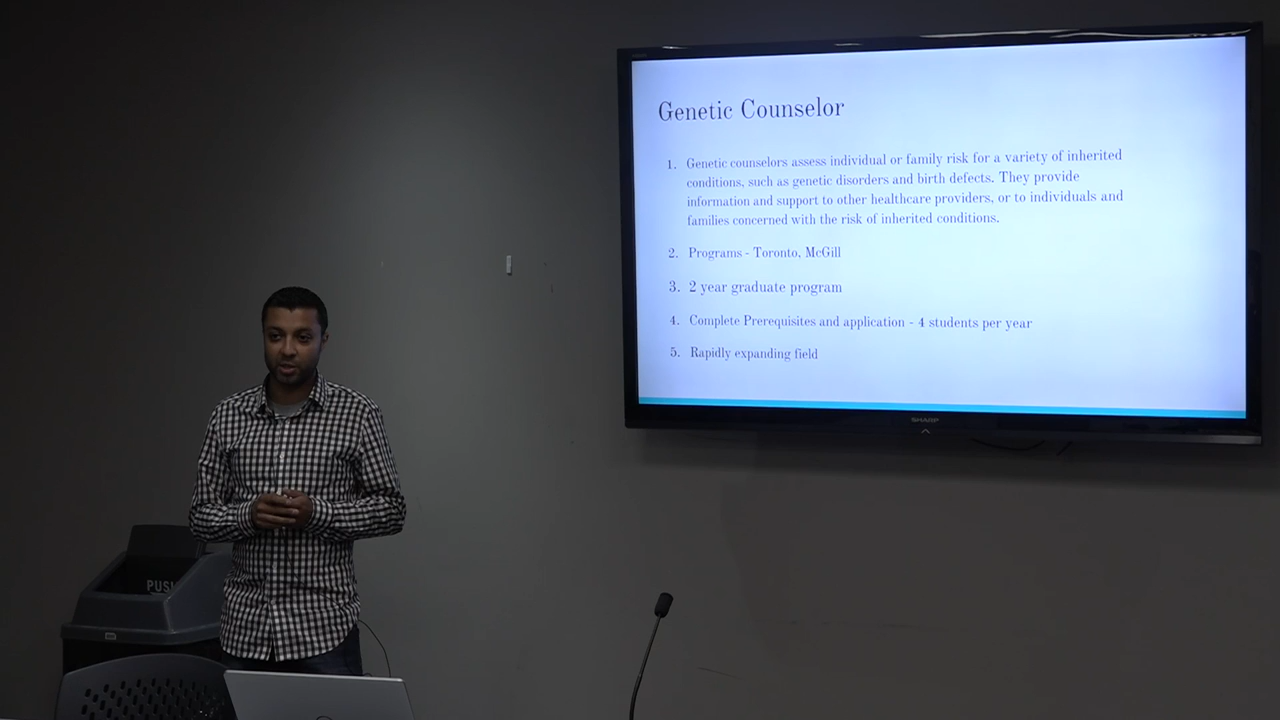 Genetic Counselor
1. Genetic counselors assess individual or family risk for a variety of inherited
conditions, such as genetic disorders and birth defects. They provide
information and support to other healthcare providers, or to individuals and
families concerned with the risk of inherited conditions.
2. Programs - Toronto, McGill
3. 2 year graduate program
4. Complete Prerequisites and application - 4 students per year
5. Rapidly expanding field
SHARP
PUSH